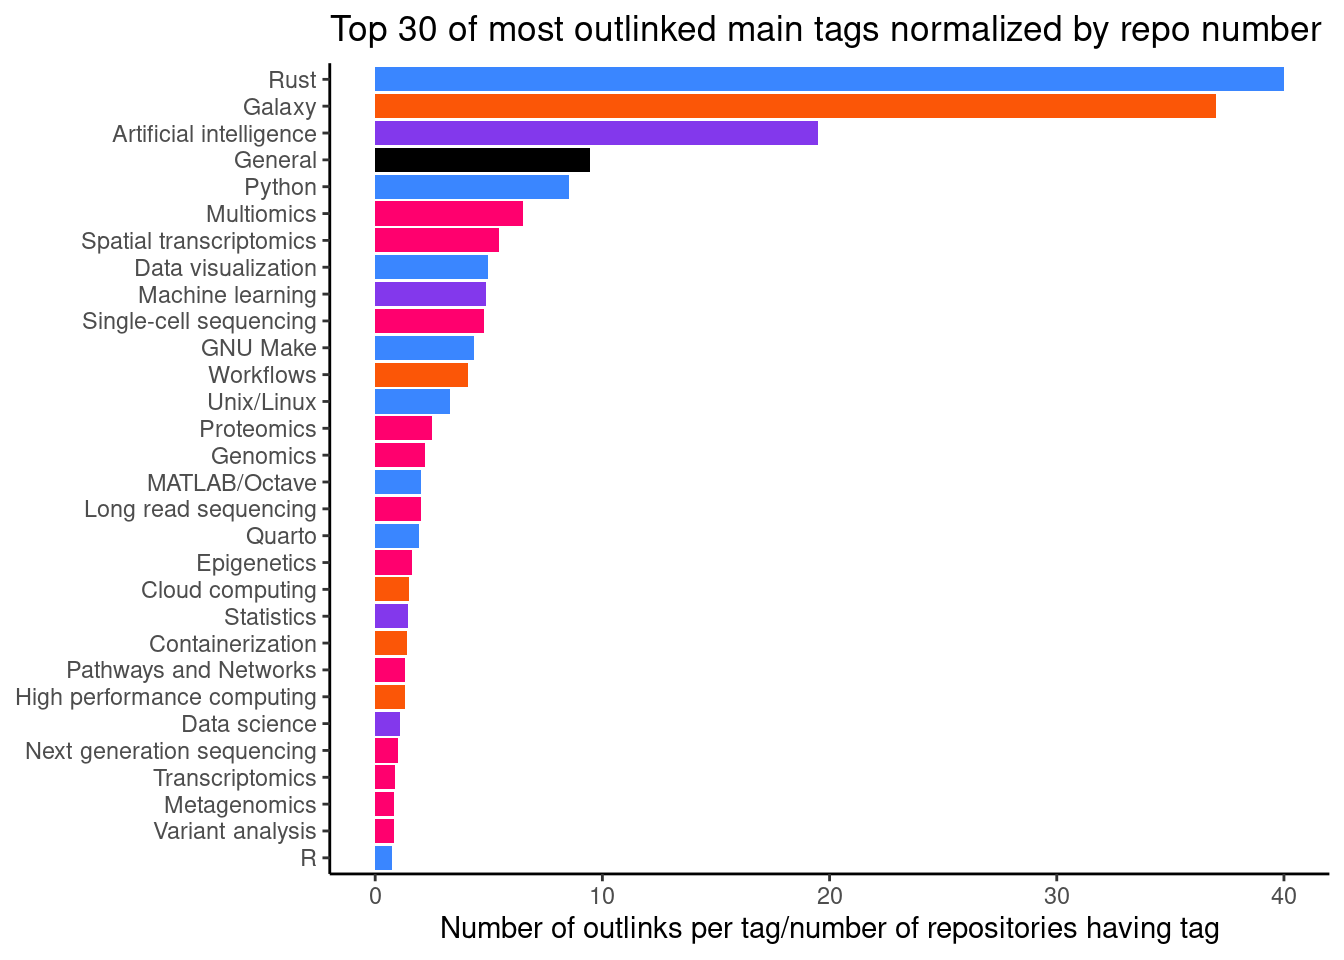 Top 30 of most outlinked main tags normalized by repo number
Rust
Galaxy
Artificial intelligence
General
Python
Multiomics
Spatial transcriptomics
Data visualization
Machine learning
Single-cell sequencing
GNU Make
Workflows
Unix/Linux
Proteomics
Genomics
MATLAB/Octave
Long read sequencing
Quarto
Epigenetics
Cloud computing
Statistics
Containerization
Pathways and Networks
High performance computing
Data science
Next generation sequencing
Transcriptomics
Metagenomics
Variant analysis
R
0 10 20 30 40
Number of outlinks per tag/number of repositories having tag